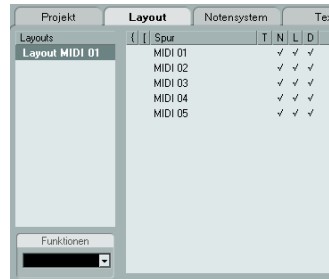 Projekt
Layout
Notensystem
Te
Layouts
Layout MIDI 01
{ [ Spur T N L D
MIDI 01 √ √ √
MIDI 02 √ √ √
MIDI 03 √ √ √
MIDI 04 √ √ √
MIDI 05 √ √ √
Funktionen